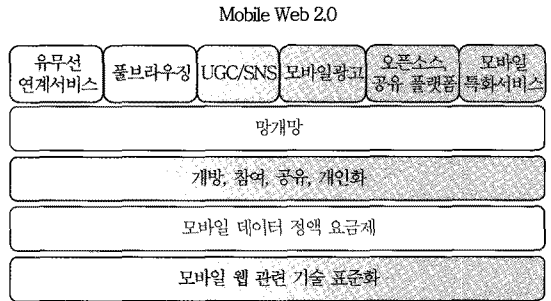 Mobile Web 2.0
유무선
연계서비스
풀브라우징
UGC/SNS
모바일광고
오픈소스
공유 플랫폼
모바일
특화서비스
망개망
개방, 참여, 공유, 개인화
모바일 데이터 정액 요금제
모바일 웹 관련 기술 표준화